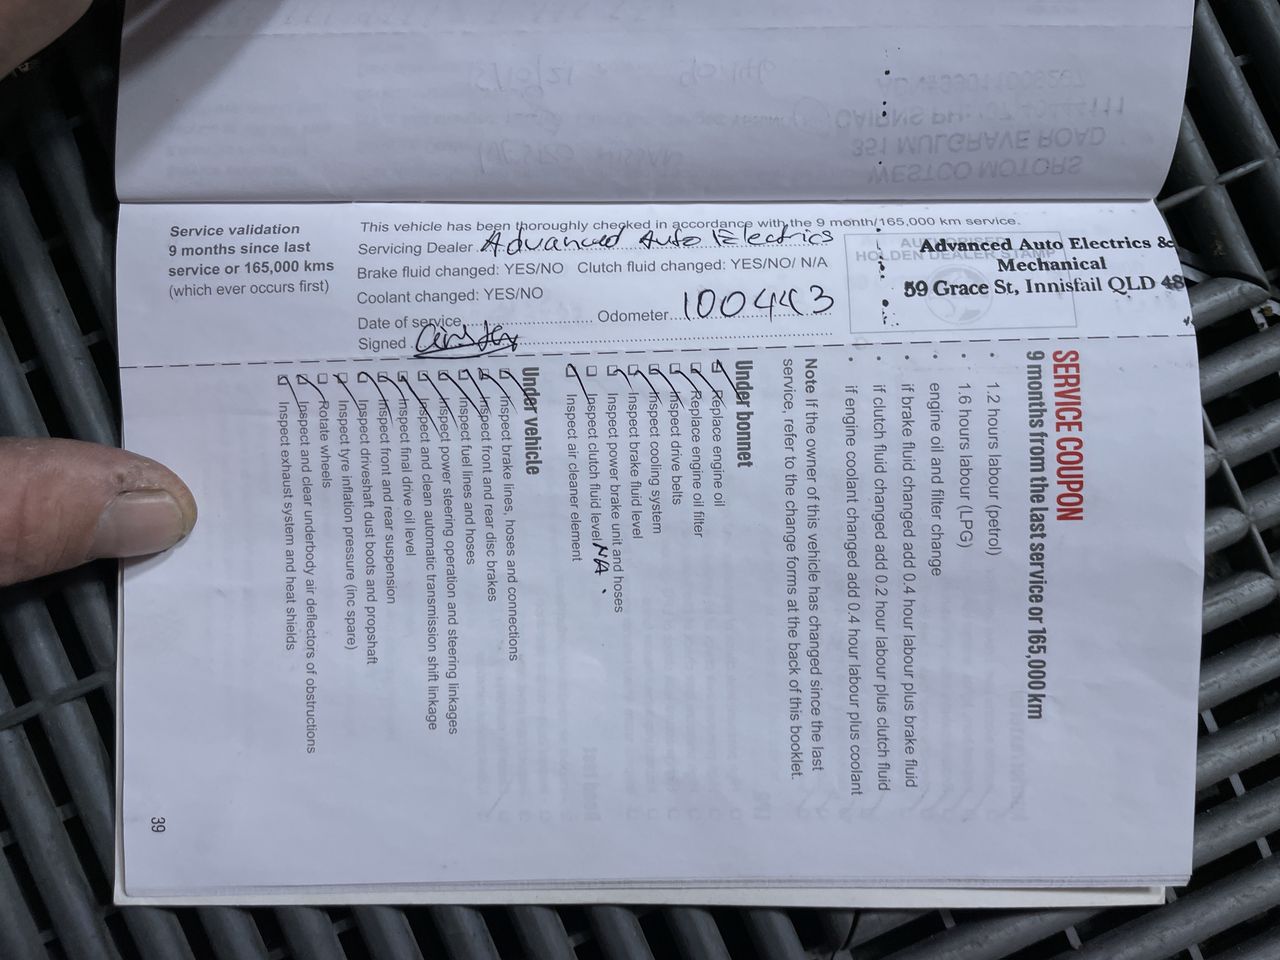 Service validation
9 months since last
service or 165,000 kms
(which ever occurs first)
This vehicle has been thoroughly checked in accordance with the 9 month/165,000 km service.
Servicing Dealer Advanced Auto Electrics
Brake fluid changed: YES/NO Clutch fluid changed: YES/NO/ N/A
Coolant changed: YES/NO
Date of service Odometer 100443
Signed
HOLDEN DEALER STAMP
Advanced Auto Electrics &
Mechanical
59 Grace St, Innisfail QLD 48
SERVICE COUPON
9 months from the last service or 165,000 km
• 1.2 hours labour (petrol)
• 1.6 hours labour (LPG)
• engine oil and filter change
• if brake fluid changed add 0.4 hour labour plus brake fluid
• if clutch fluid changed add 0.2 hour labour plus clutch fluid
• if engine coolant changed add 0.4 hour labour plus coolant
Note If the owner of this vehicle has changed since the last
service, refer to the change forms at the back of this booklet.
Under bonnet
Replace engine oil
Replace engine oil filter
Inspect drive belts
Inspect cooling system
Inspect brake fluid level
Inspect power brake unit and hoses
Inspect clutch fluid level NA.
Inspect air cleaner element
Under vehicle
Inspect brake lines, hoses and connections
Inspect front and rear disc brakes
Inspect fuel lines and hoses
Inspect power steering operation and steering linkages
Inspect and clean automatic transmission shift linkage
Inspect final drive oil level
Inspect front and rear suspension
Inspect driveshaft dust boots and propshaft
Inspect tyre inflation pressure (inc spare)
Rotate wheels
Inspect and clear underbody air deflectors of obstructions
Inspect exhaust system and heat shields
39
WESTCO MOTORS
351 MULGRAVE ROAD